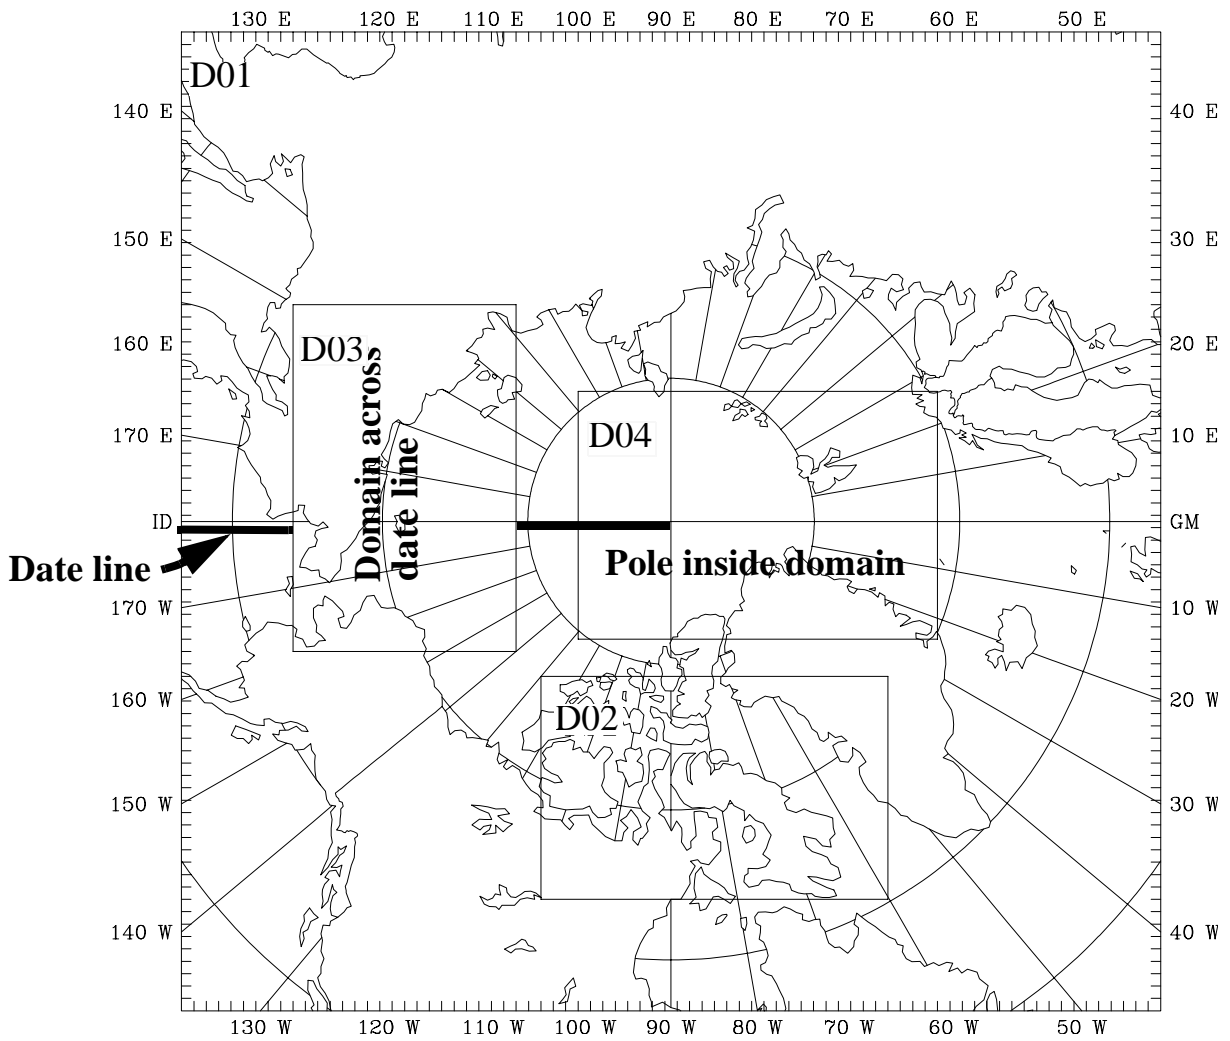 130 E 120 E 110 E 100 E 90 E 80 E 70 E 60 E 50 E
D01
140 E 40 E
150 E 30 E
160 E D03 20 E
Domain across
date line
170 E D04 10 E
ID GM
Date line Pole inside domain
170 W 10 W
160 W D02 20 W
150 W 30 W
140 W 40 W
130 W 120 W 110 W 100 W 90 W 80 W 70 W 60 W 50 W